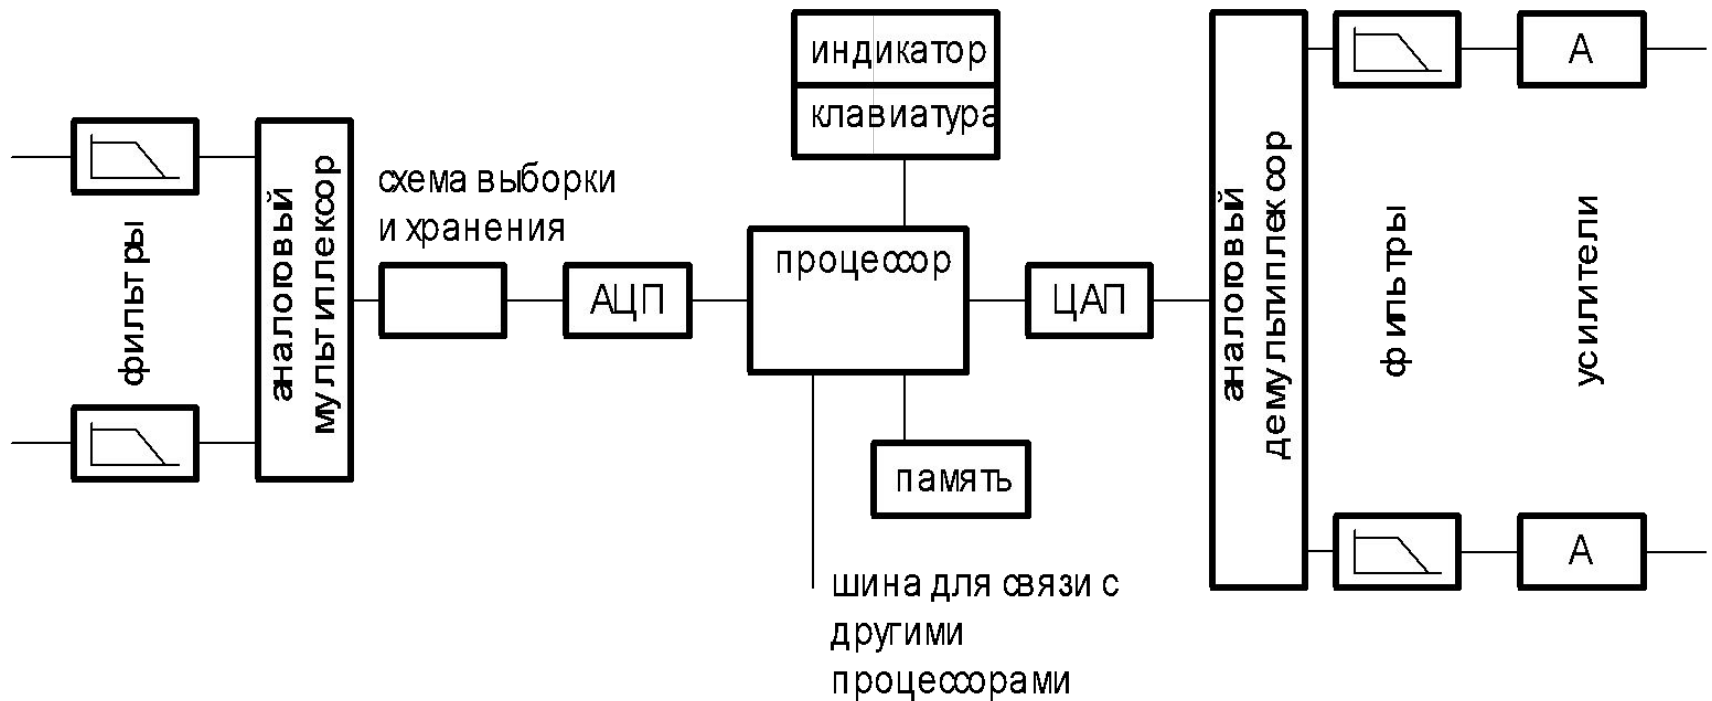 индикатор
клавиатура
А
фильтры
аналоговый
мультиплексор
схема выборки
и хранения
АЦП
процессор
ЦАП
аналоговый
демультиплексор
фильтры
усилители
память
А
шина для связи с
другими
процессорами